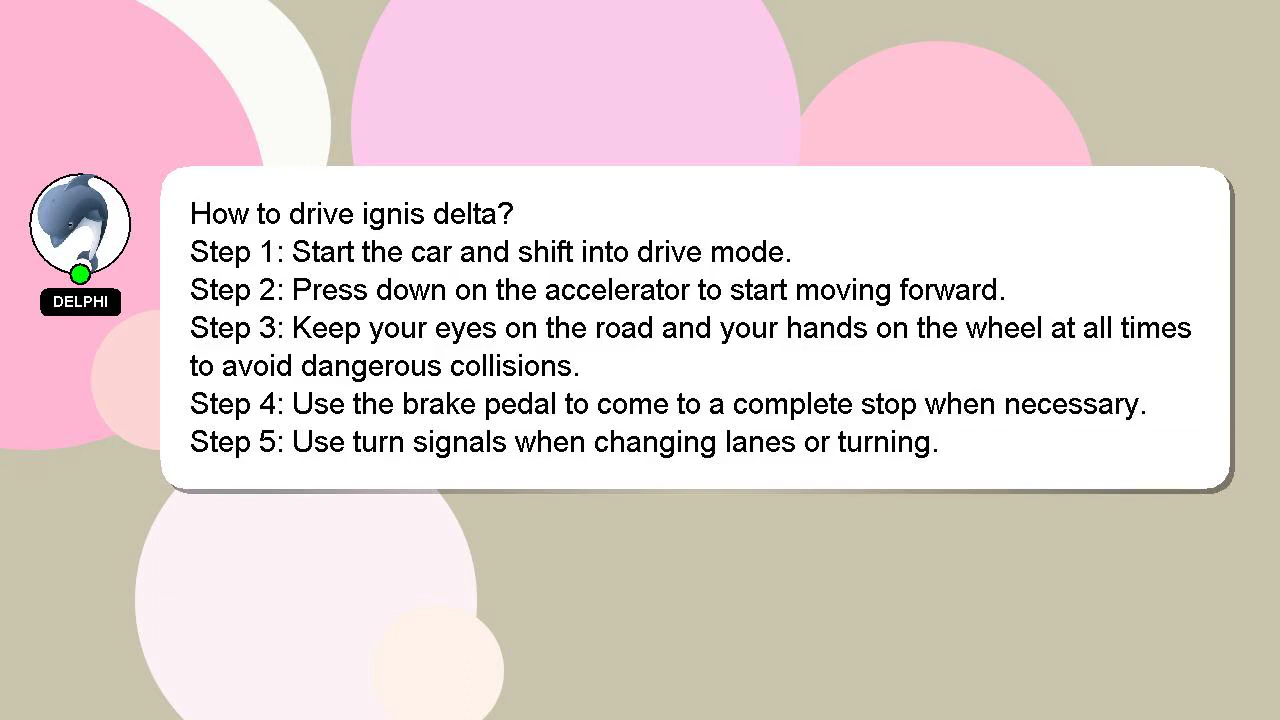 How to drive ignis delta?
Step 1: Start the car and shift into drive mode.
Step 2: Press down on the accelerator to start moving forward.
Step 3: Keep your eyes on the road and your hands on the wheel at all times
to avoid dangerous collisions.
Step 4: Use the brake pedal to come to a complete stop when necessary.
Step 5: Use turn signals when changing lanes or turning.
DELPHI